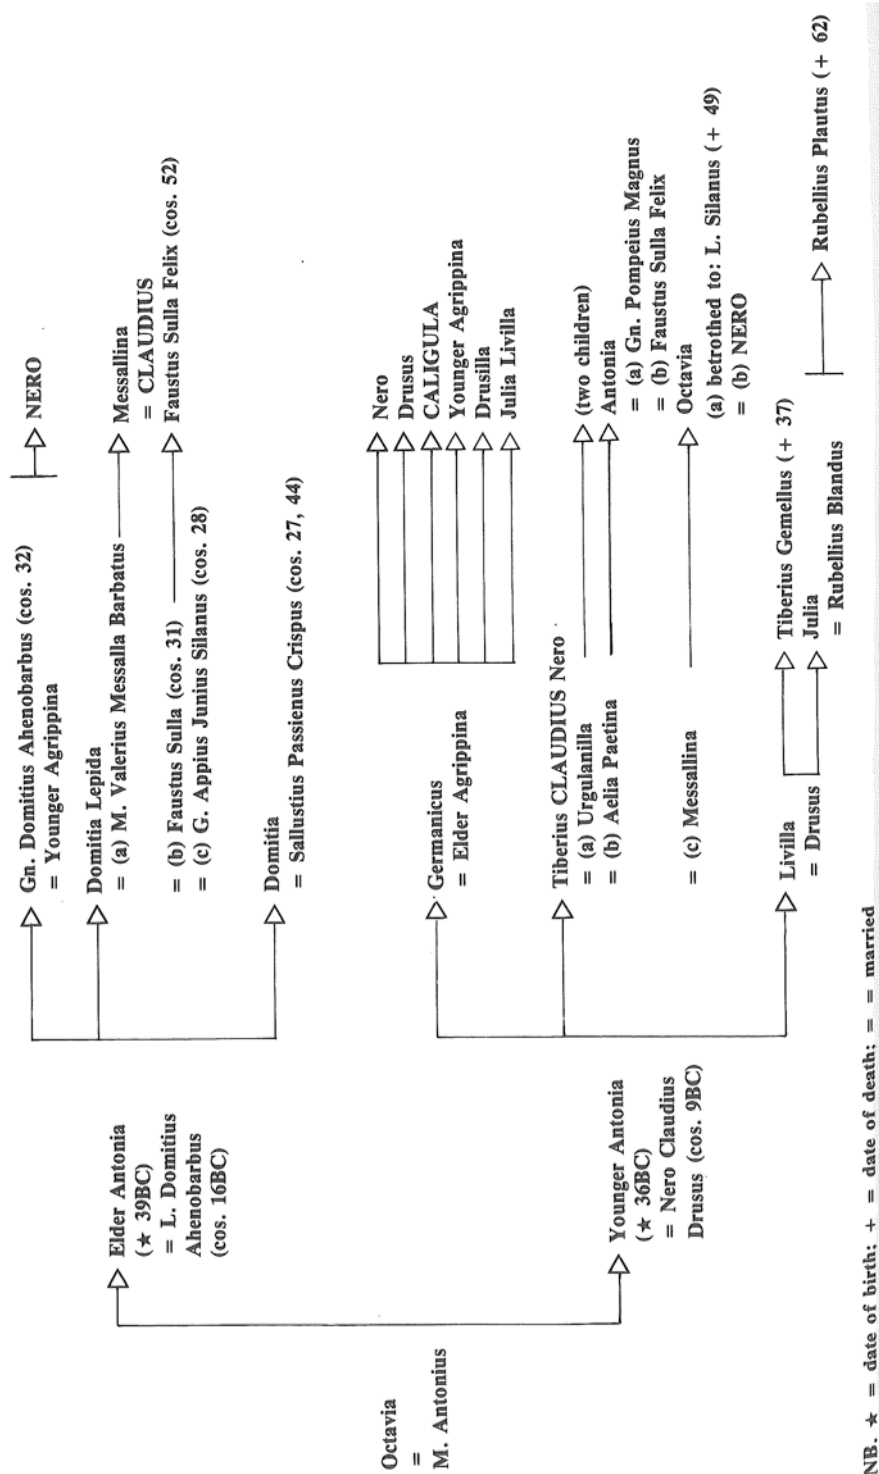 Octavia
=
M. Antonius
Elder Antonia
(★ 39BC)
= L. Domitius
Ahenobarbus
(cos. 16BC)
Gn. Domitius Ahenobarbus (cos. 32)
= Younger Agrippina
NERO
Domitia Lepida
= (a) M. Valerius Messalla Barbatus
Messallina
= CLAUDIUS
= (b) Faustus Sulla (cos. 31)
Faustus Sulla Felix (cos. 52)
= (c) G. Appius Junius Silanus (cos. 28)
Domitia
= Sallustius Passienus Crispus (cos. 27, 44)
Younger Antonia
(★ 36BC)
= Nero Claudius
Drusus (cos. 9BC)
Germanicus
= Elder Agrippina
Nero
Drusus
CALIGULA
Younger Agrippina
Drusilla
Julia Livilla
Tiberius CLAUDIUS Nero
= (a) Urgulanilla
(two children)
= (b) Aelia Paetina
Antonia
= (a) Gn. Pompeius Magnus
= (b) Faustus Sulla Felix
= (c) Messallina
Octavia
(a) betrothed to: L. Silanus (+ 49)
= (b) NERO
Livilla
= Drusus
Tiberius Gemellus (+ 37)
Julia
= Rubellius Blandus
Rubellius Plautus (+ 62)
NB. ★ = date of birth; + = date of death; = = married